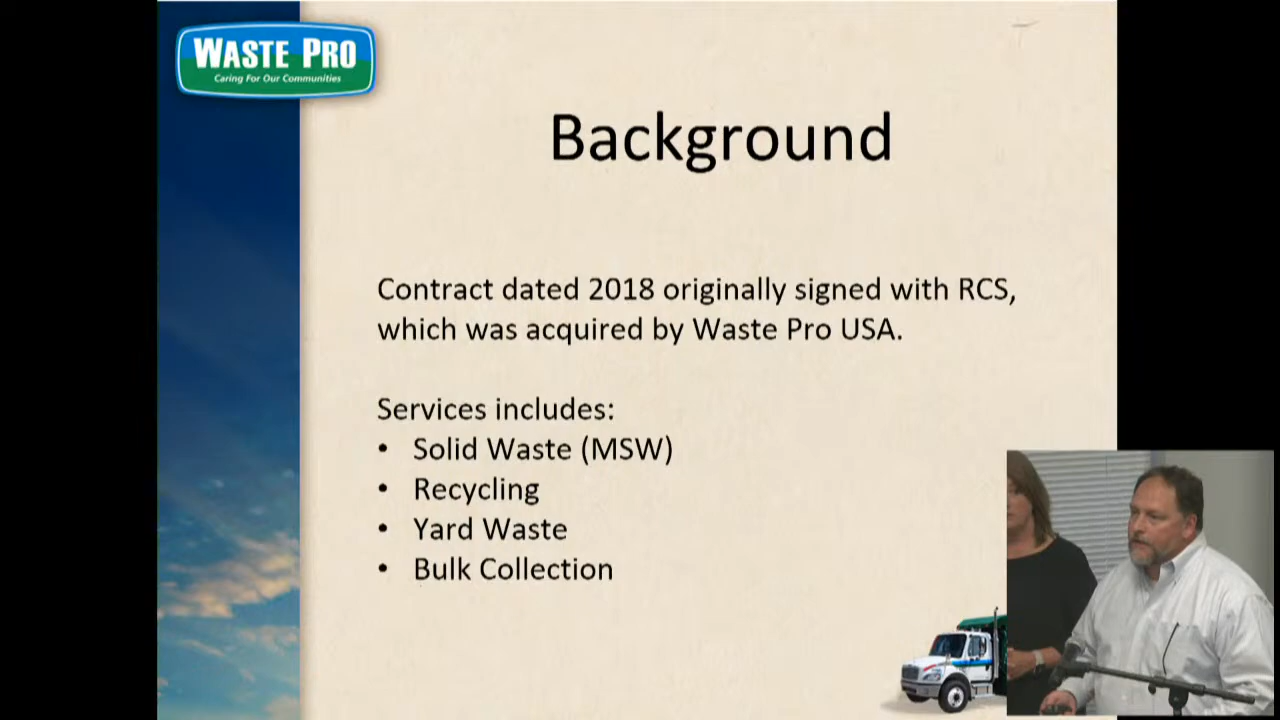 WASTE PRO
Caring For Our Communities
Background
Contract dated 2018 originally signed with RCS,
which was acquired by Waste Pro USA.
Services includes:
• Solid Waste (MSW)
• Recycling
• Yard Waste
• Bulk Collection